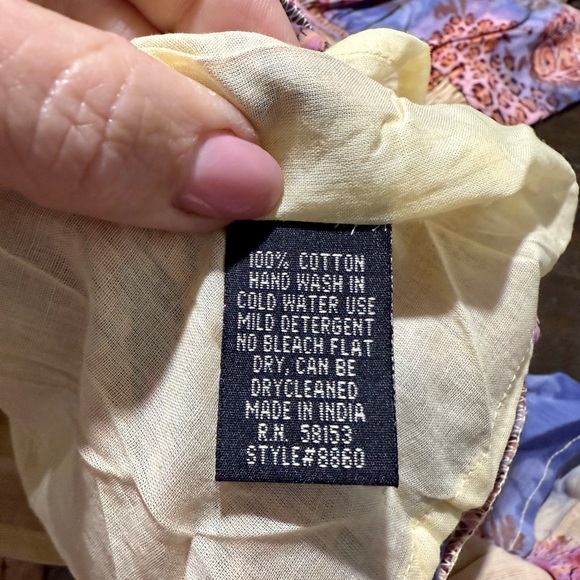 100% COTTON
HAND WASH IN
COLD WATER USE
MILD DETERGENT
NO BLEACH FLAT
DRY, CAN BE
DRYCLEANED
MADE IN INDIA
R.N. 58153
STYLE#8860